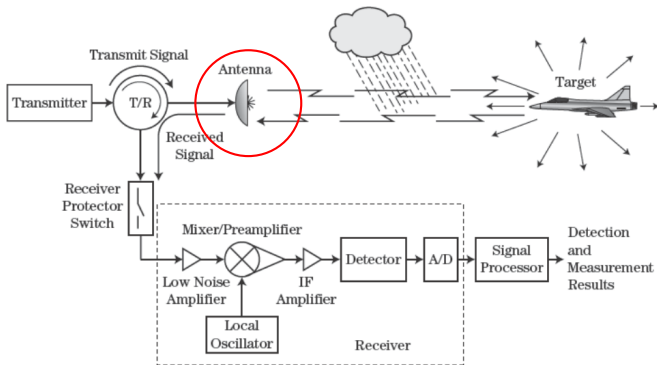 Transmit Signal
Antenna
Target
Transmitter
T/R
Received
Signal
Receiver
Protector
Switch
Mixer/Preamplifier
Detection
and
Measurement
Results
Detector
A/D
Signal
Processor
Low Noise
Amplifier
IF
Amplifier
Local
Oscillator
Receiver